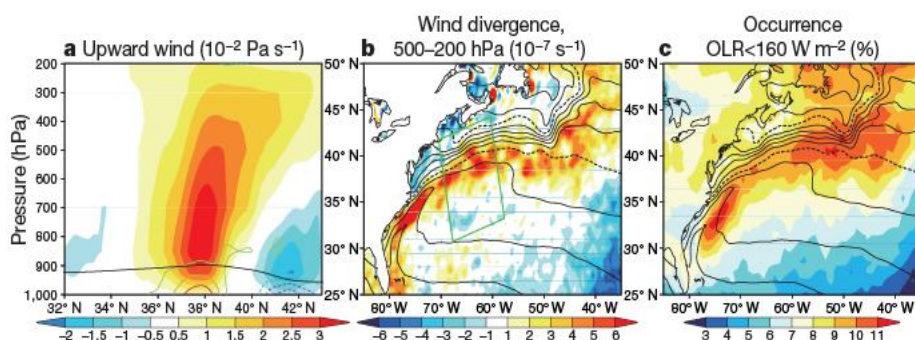 a Upward wind (10⁻² Pa s⁻¹)
Wind divergence,
b 500–200 hPa (10⁻⁷ s⁻¹)
Occurrence
c OLR<160 W m⁻² (%)
Pressure (hPa)
200
300
400
500
600
700
800
900
1,000
32 N 34 N 36 N 38 N 40 N 42 N
−2 −1.5 −1 −0.5 0.5 1 1.5 2 2.5 3
50° N
45° N
40° N
35° N
30° N
25° N
80° W 70° W 60° W 50° W 40° W
−6 −5 −4 −3 −2 −1 1 2 3 4 5 6
50° N
45° N
40° N
35° N
30° N
25° N
80° W 70° W 60° W 50° W 40° W
3 4 5 6 7 8 9 10 11